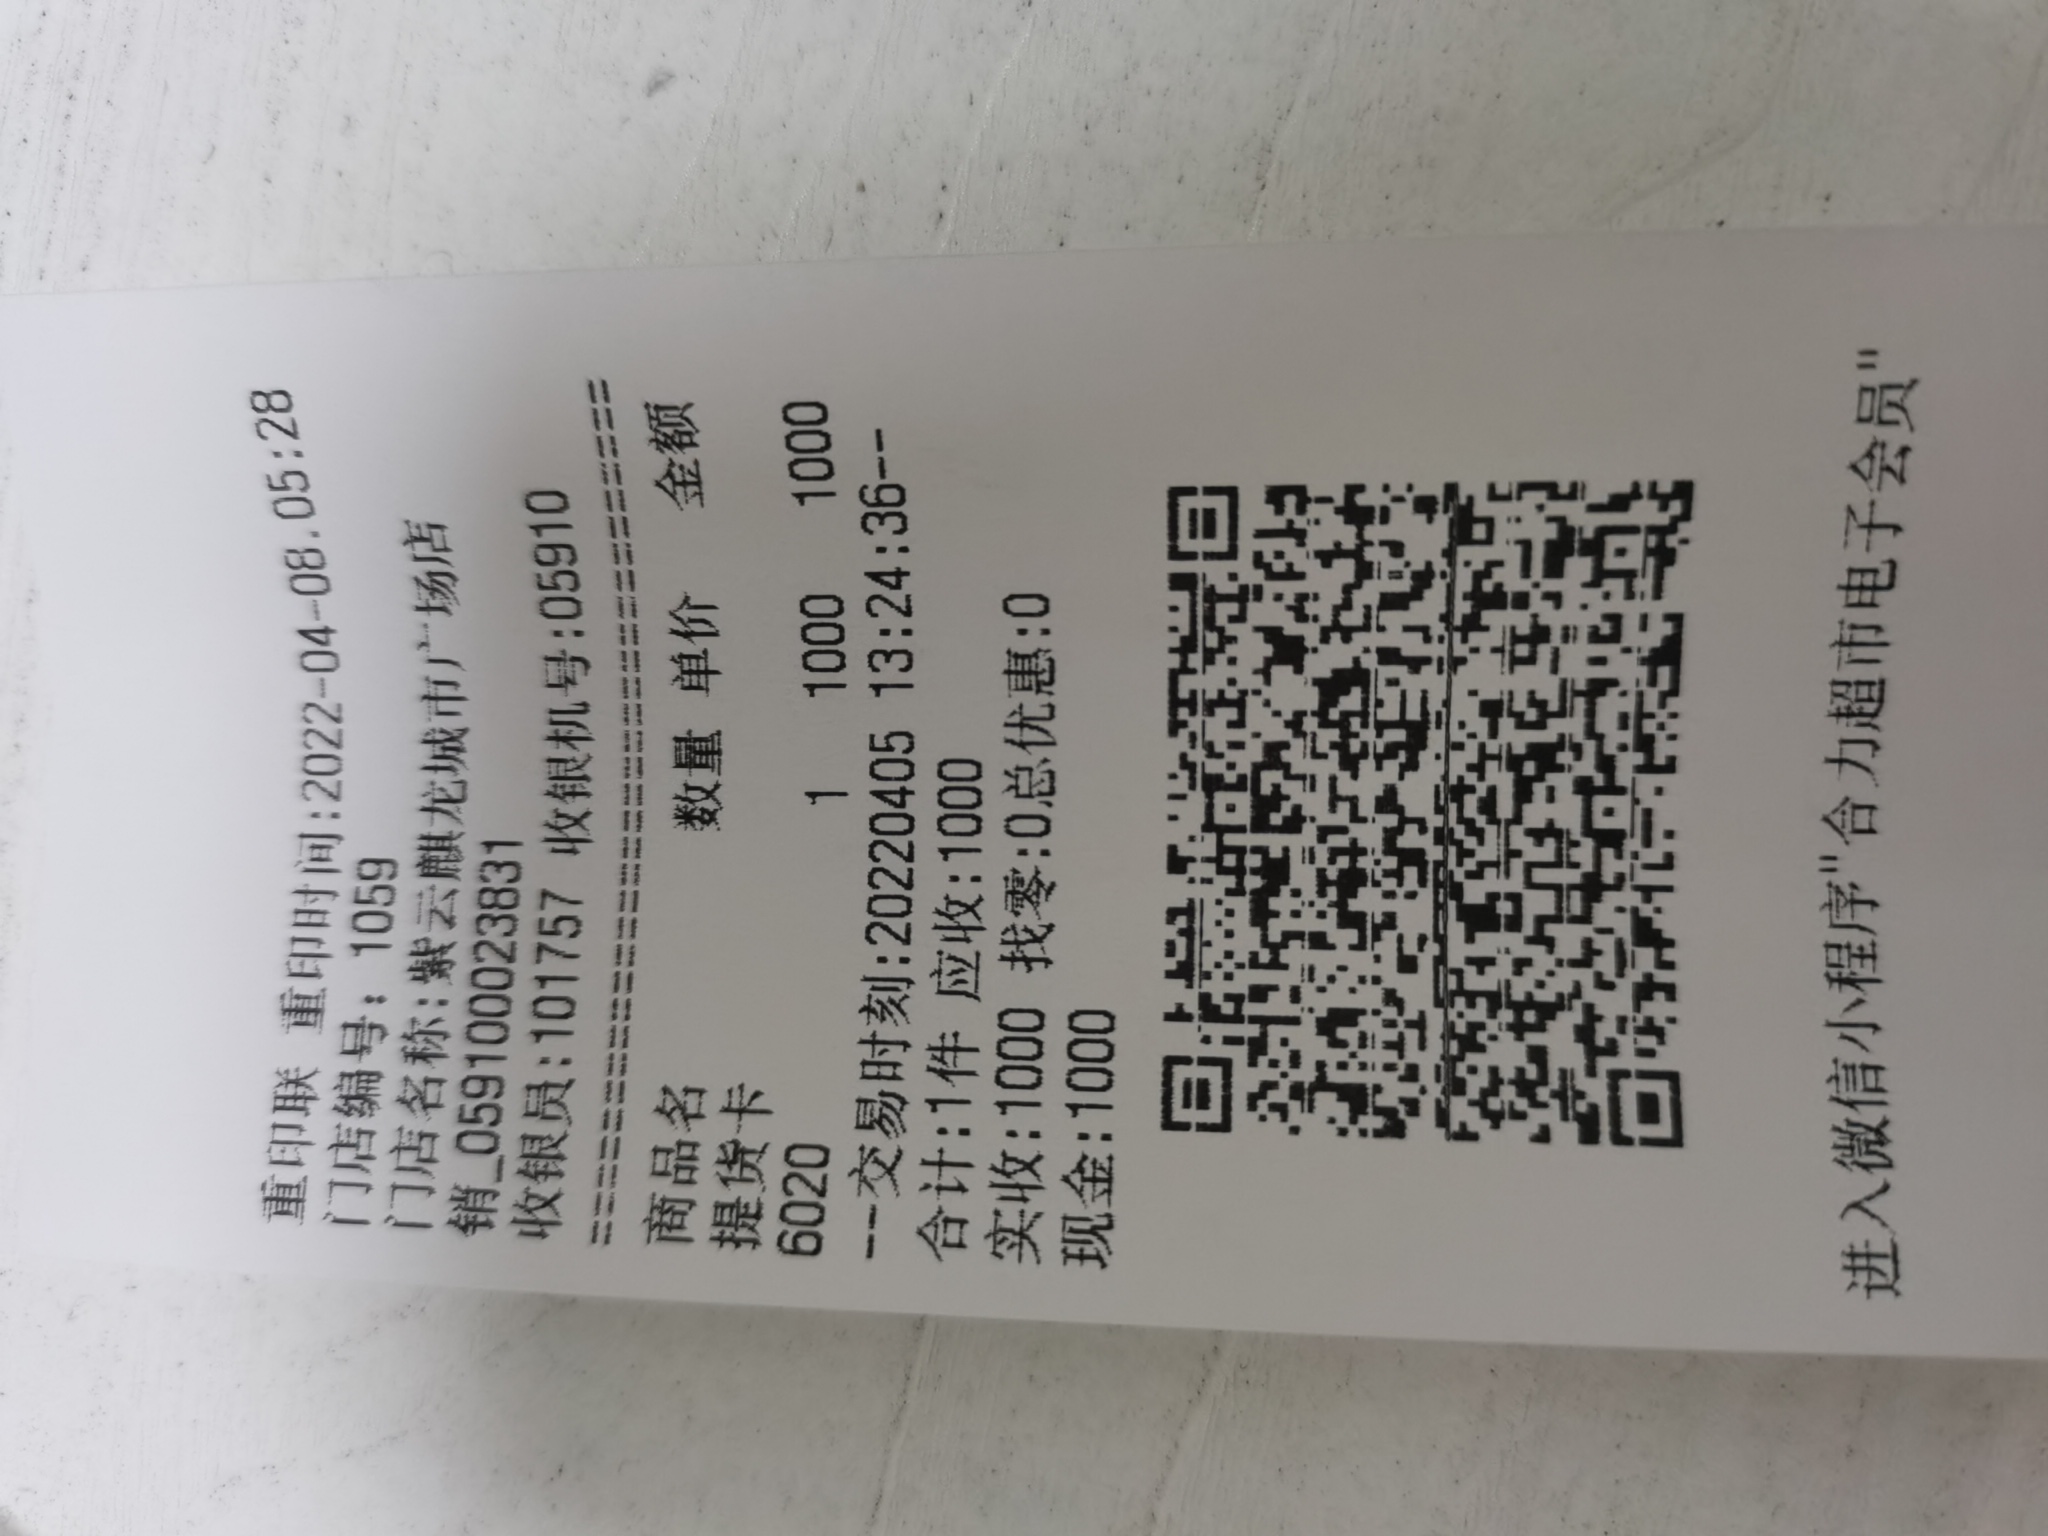 重印联 重印时间:2022-04-08.05:28
门店编号: 1059
门店名称:紫云麒龙城市广场店
销_0591000023831
收银员:101757 收银机号:05910
==========================================
商品名 数量 单价 金额
提货卡
6020 1 1000 1000
--交易时刻:20220405 13:24:36--
合计:1件 应收:1000
实收:1000 找零:0总优惠:0
现金:1000
进入微信小程序"合力超市电子会员"